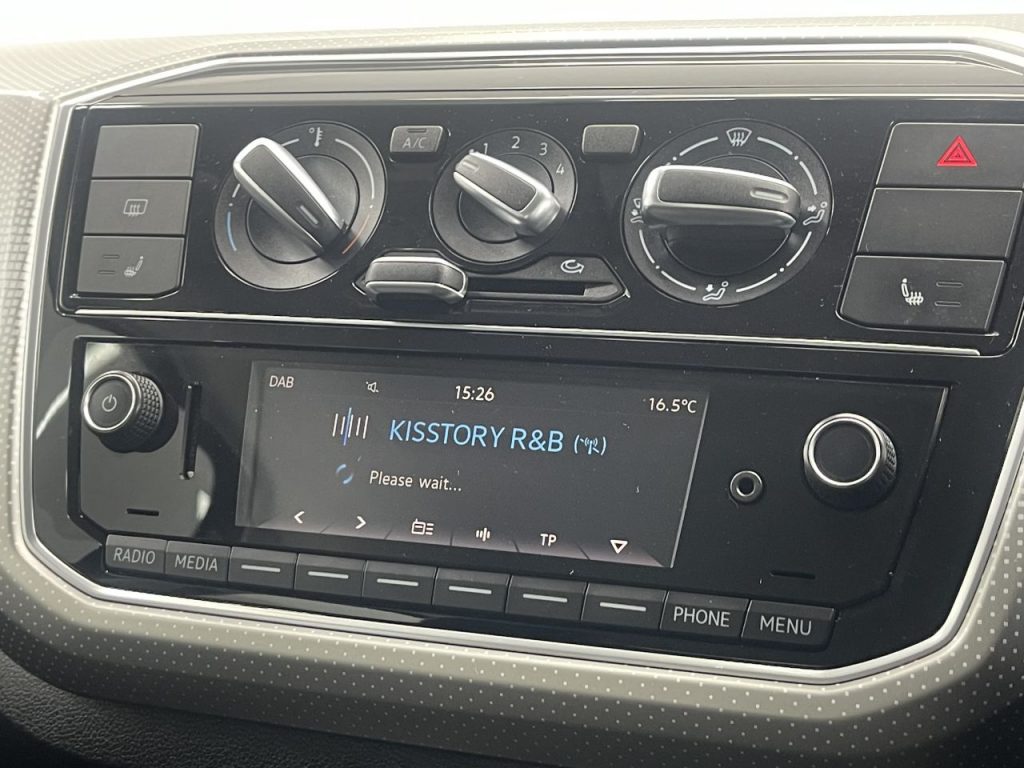 A/C
1 2 3 4
DAB 15:26 16.5°C
KISSTORY R&B
Please wait...
TP
RADIO MEDIA PHONE MENU